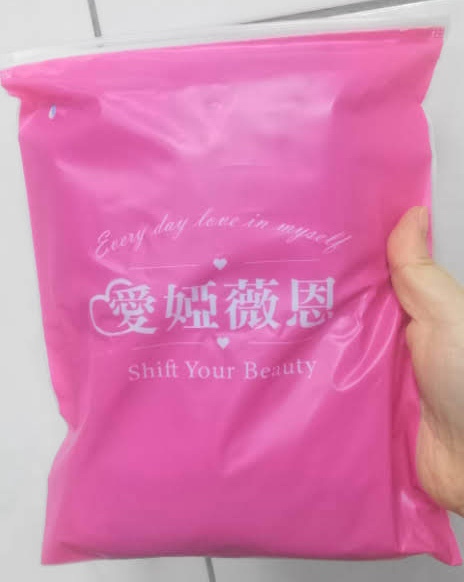 Every day love in myself
愛婭薇恩
Shift Your Beauty